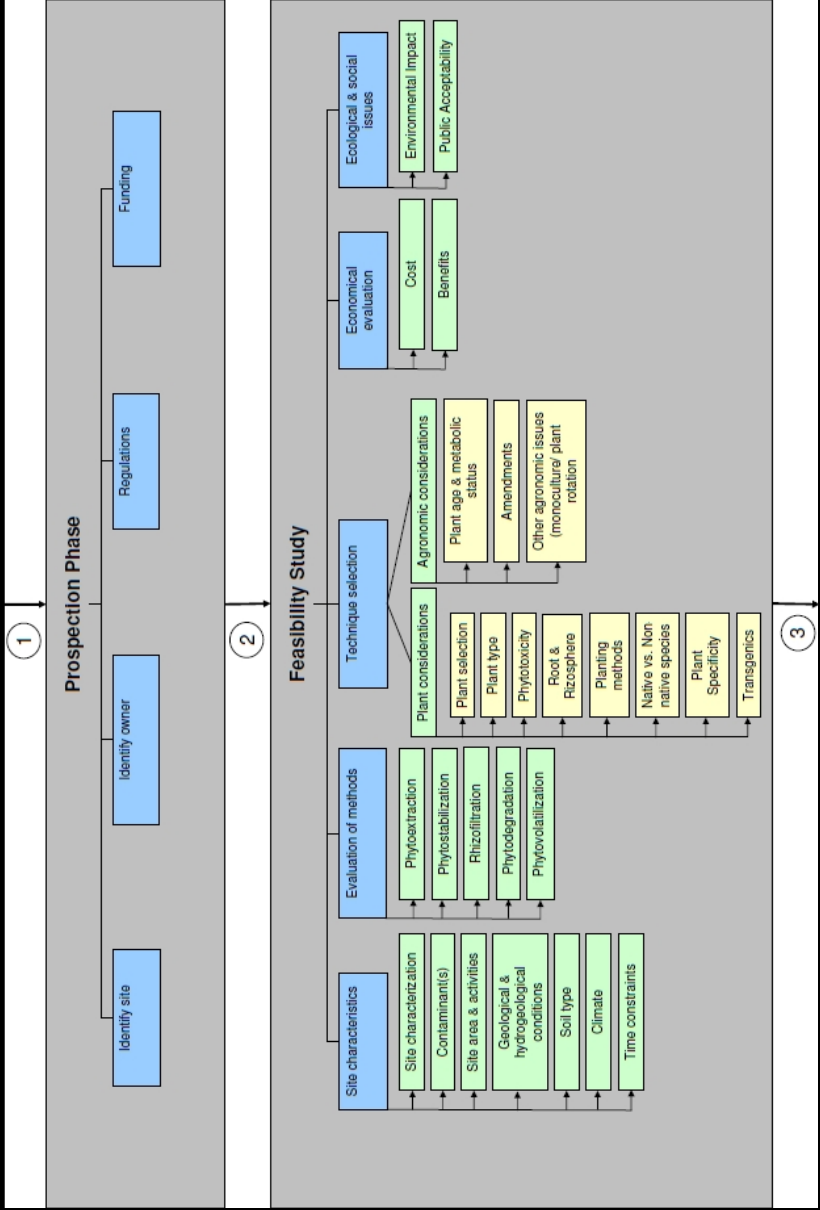 1
Prospection Phase
Identify site
Identify owner
Regulations
Funding
2
Feasibility Study
Site characteristics
Site characterization
Contaminant(s)
Site area & activities
Geological &
hydrogeological
conditions
Soil type
Climate
Time constraints
Evaluation of methods
Phytoextraction
Phytostabilization
Rhizofiltration
Phytodegradation
Phytovolatilization
Technique selection
Plant considerations
Plant selection
Plant type
Phytotoxicity
Root &
Rizosphere
Planting
methods
Native vs. Non
native species
Plant
Specificity
Transgenics
Agronomic considerations
Plant age & metabolic
status
Amendments
Other agronomic issues
(monoculture/ plant
rotation
Economical
evaluation
Cost
Benefits
Ecological & social
issues
Environmental Impact
Public Acceptability
3